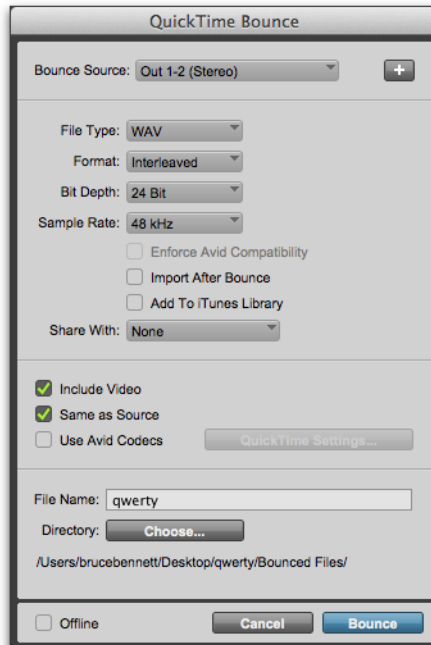 QuickTime Bounce
Bounce Source: Out 1-2 (Stereo) +
File Type: WAV
Format: Interleaved
Bit Depth: 24 Bit
Sample Rate: 48 kHz
Enforce Avid Compatibility
Import After Bounce
Add To iTunes Library
Share With: None
Include Video
Same as Source
Use Avid Codecs QuickTime Settings...
File Name: qwerty
Directory: Choose...
/Users/brucebennett/Desktop/qwerty/Bounced Files/
Offline Cancel Bounce